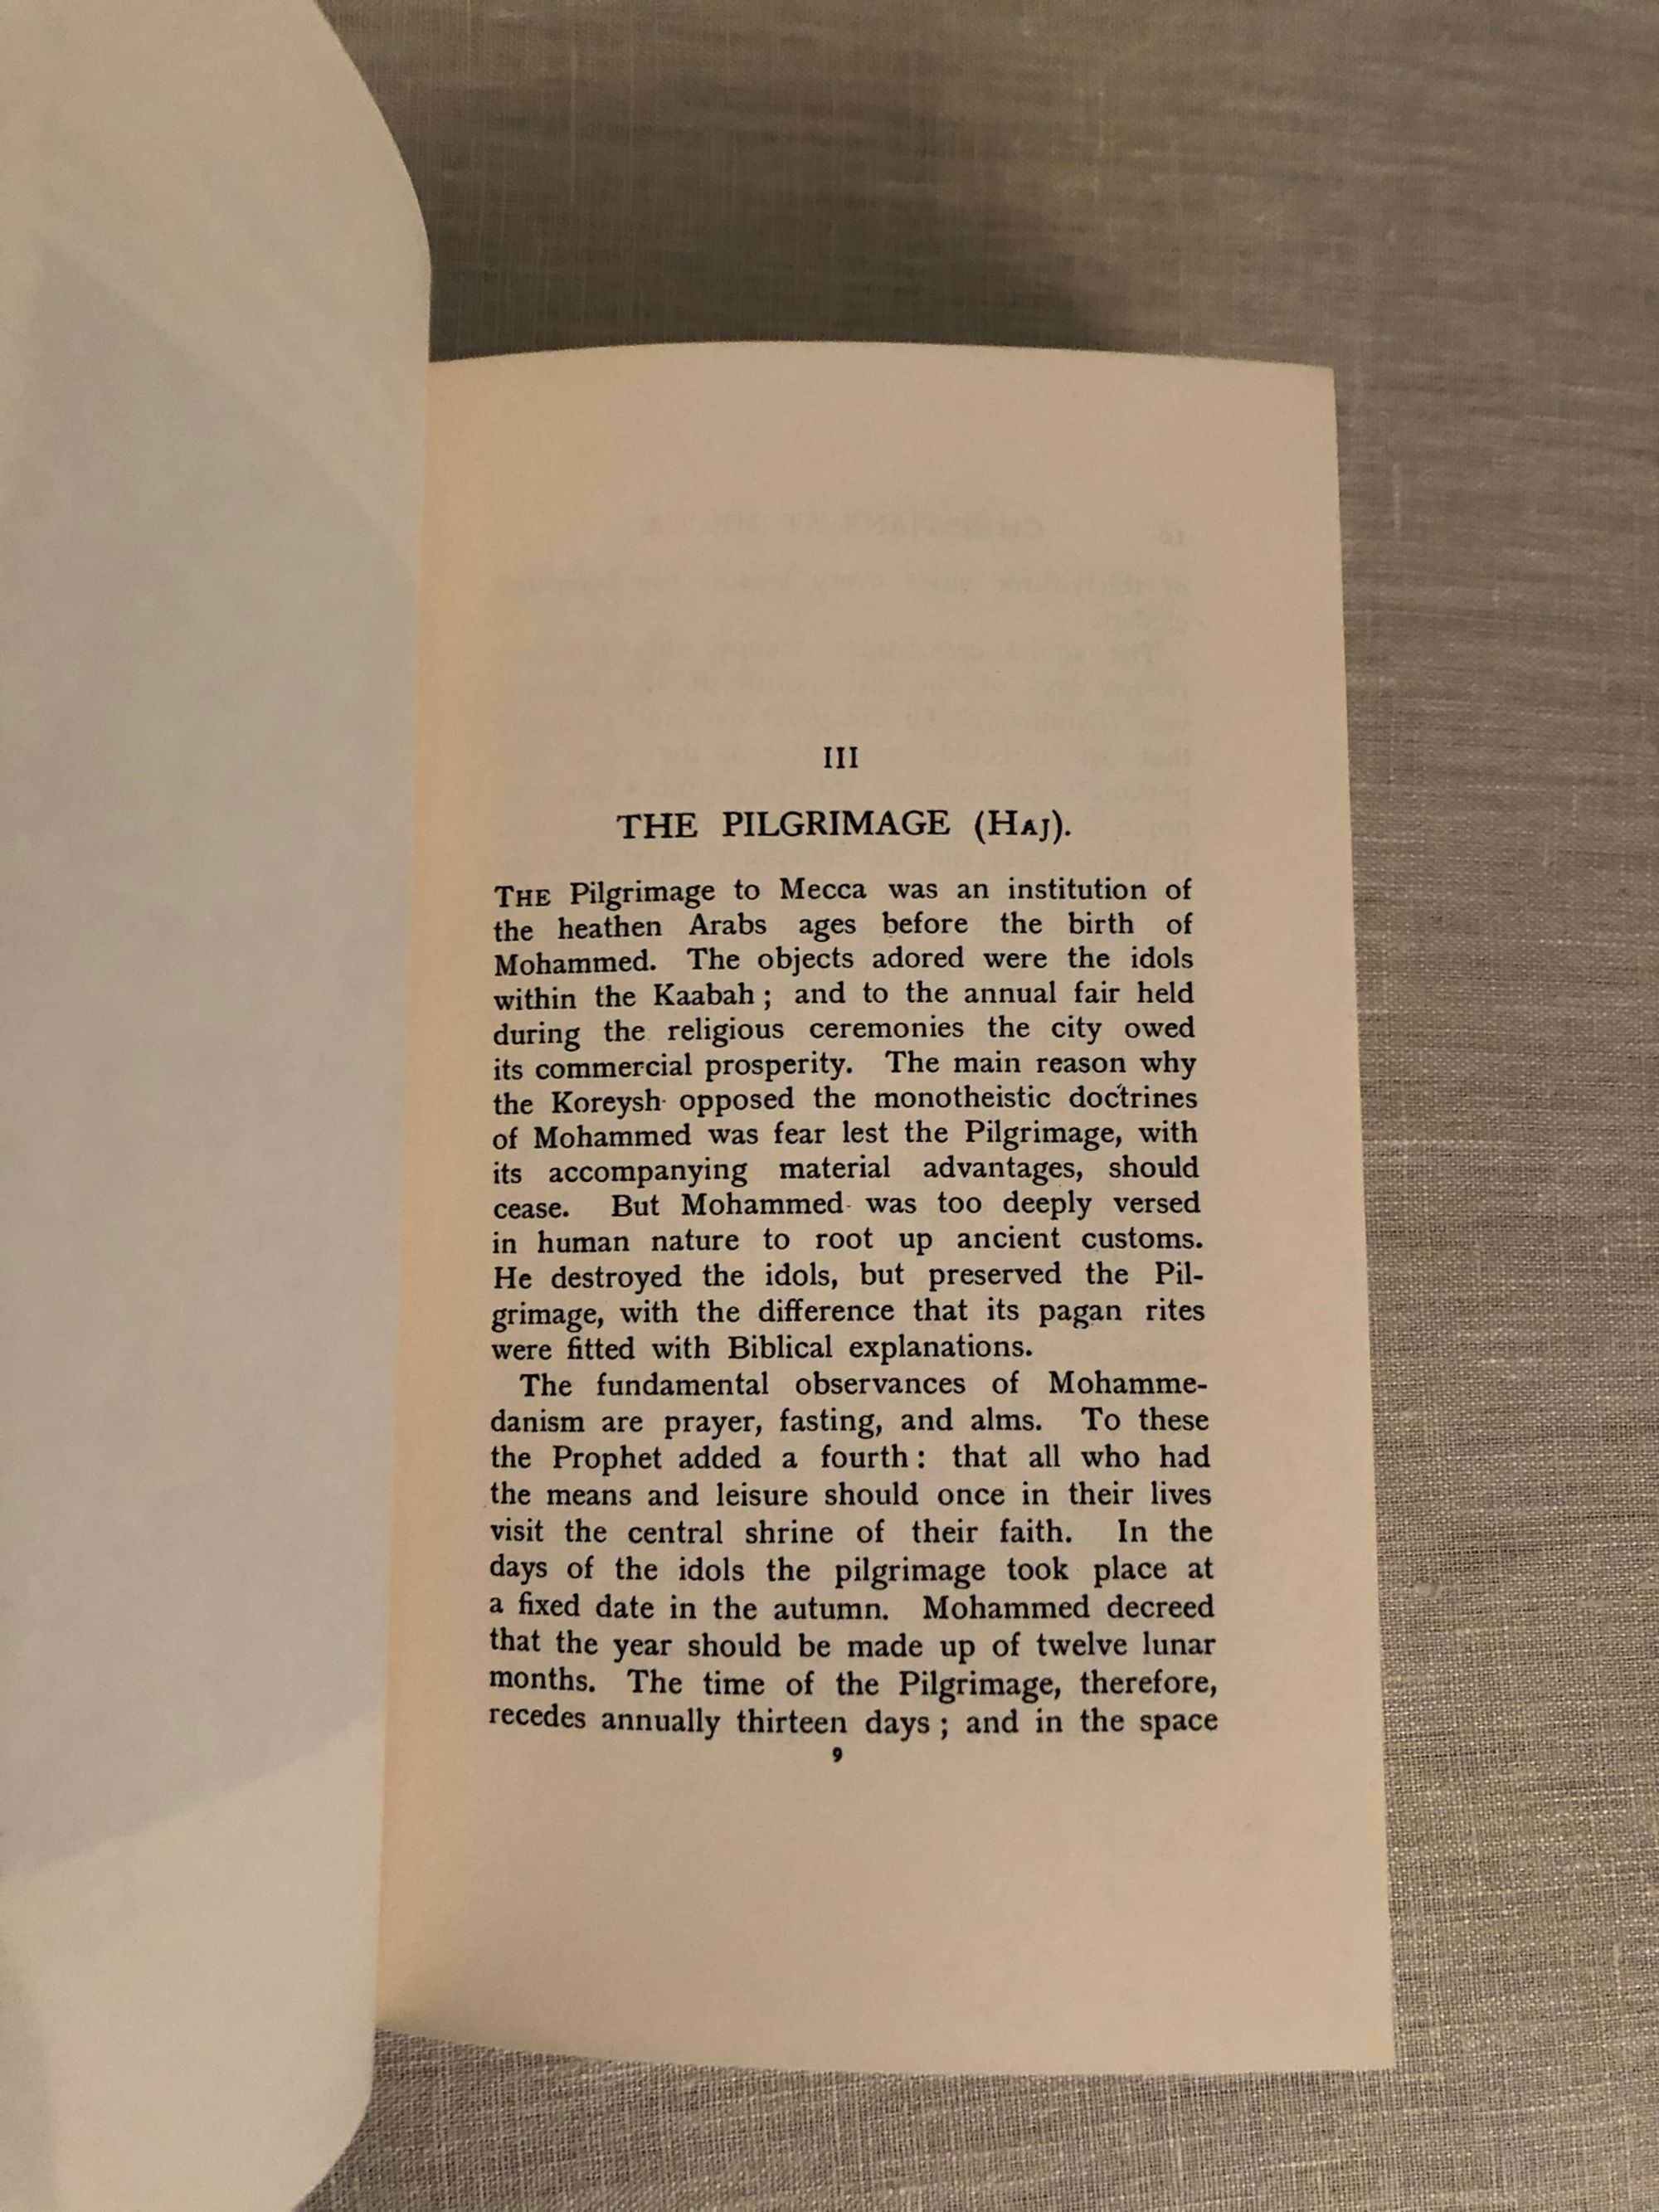 III
THE PILGRIMAGE (HAJ).
THE Pilgrimage to Mecca was an institution of
the heathen Arabs ages before the birth of
Mohammed. The objects adored were the idols
within the Kaabah ; and to the annual fair held
during the religious ceremonies the city owed
its commercial prosperity. The main reason why
the Koreysh opposed the monotheistic doctrines
of Mohammed was fear lest the Pilgrimage, with
its accompanying material advantages, should
cease. But Mohammed was too deeply versed
in human nature to root up ancient customs.
He destroyed the idols, but preserved the Pil-
grimage, with the difference that its pagan rites
were fitted with Biblical explanations.
The fundamental observances of Mohamme-
danism are prayer, fasting, and alms. To these
the Prophet added a fourth : that all who had
the means and leisure should once in their lives
visit the central shrine of their faith. In the
days of the idols the pilgrimage took place at
a fixed date in the autumn. Mohammed decreed
that the year should be made up of twelve lunar
months. The time of the Pilgrimage, therefore,
recedes annually thirteen days ; and in the space
9